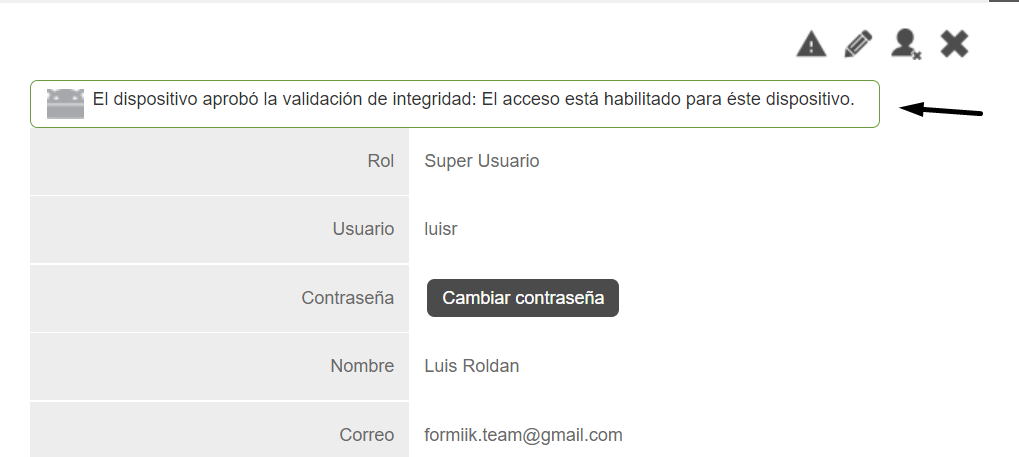 El dispositivo aprobó la validación de integridad: El acceso está habilitado para éste dispositivo.
Rol Super Usuario
Usuario luisr
Contraseña Cambiar contraseña
Nombre Luis Roldan
Correo formiik.team@gmail.com